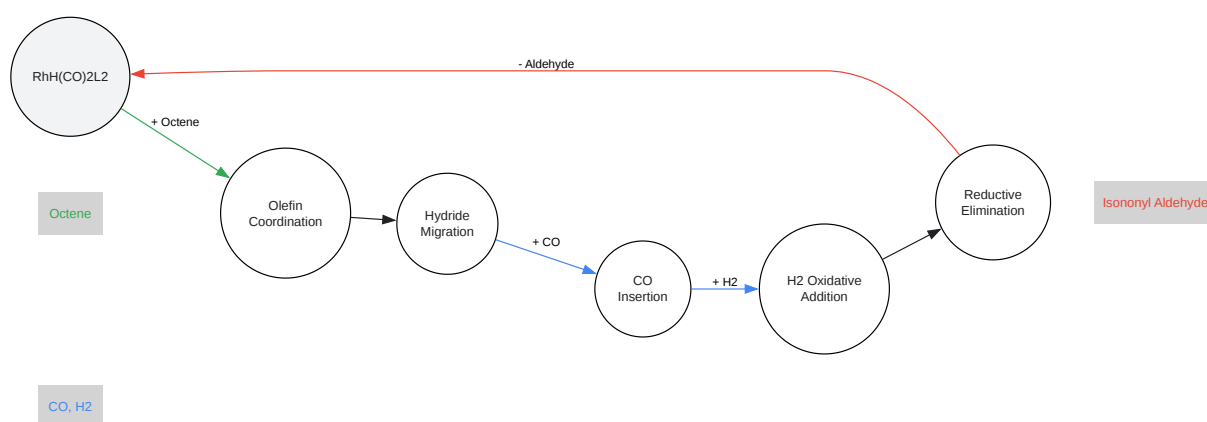 RhH(CO)2L2
- Aldehyde
+ Octene
Octene
Olefin
Coordination
Hydride
Migration
+ CO
CO
Insertion
+ H2
H2 Oxidative
Addition
Reductive
Elimination
Isononyl Aldehyde
CO, H2